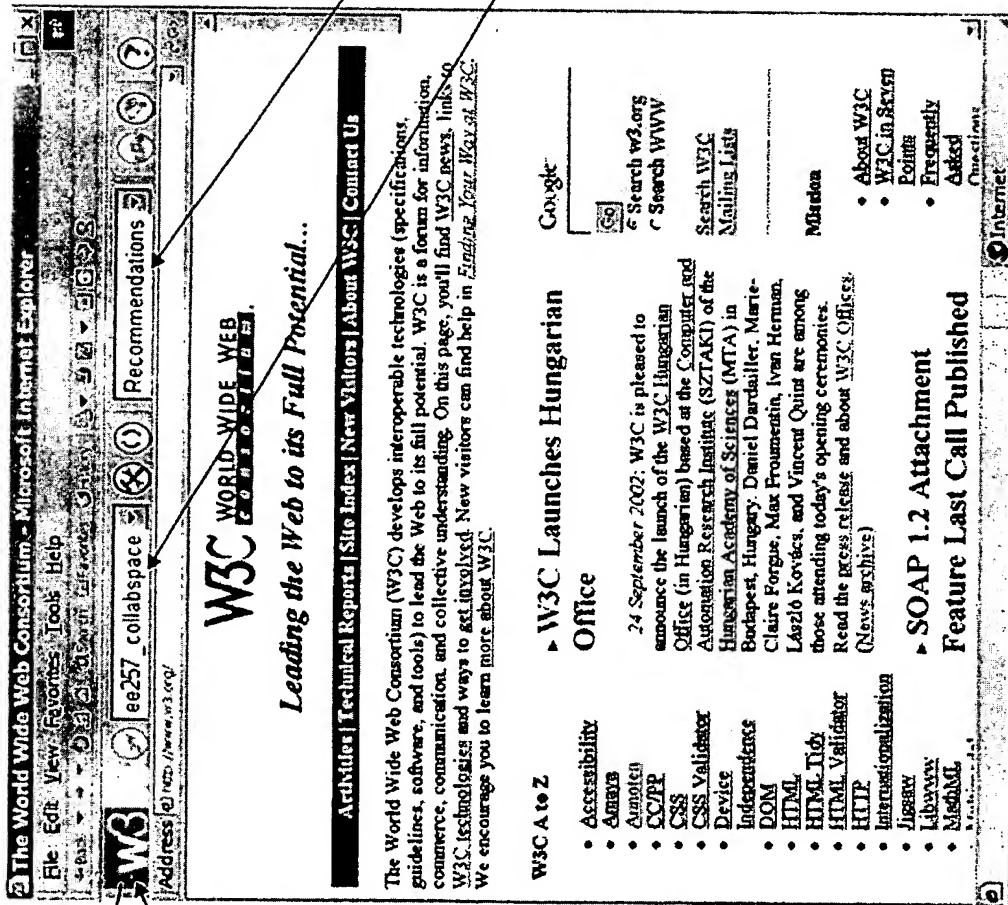 The World Wide Web Consortium - Microsoft Internet Explorer
File Edit View Favorites Tools Help
Back Search Favorites History
W3 ee257_collabspace Recommendations
Address http://www.w3.org/
W3C WORLD WIDE WEB
CONSORTIUM.
Leading the Web to its Full Potential...
Activities | Technical Reports | Site Index | New Visitors | About W3C | Contact Us
The World Wide Web Consortium (W3C) develops interoperable technologies (specifications,
guidelines, software, and tools) to lead the Web to its full potential. W3C is a forum for information,
commerce, communication, and collective understanding. On this page, you'll find W3C news, links to
W3C technologies and ways to get involved. New visitors can find help in Finding Your Way at W3C.
We encourage you to learn more about W3C.
W3C A to Z
• Accessibility
• Amaya
• Annotea
• CC/PP
• CSS
• CSS Validator
• Device
Independence
• DOM
• HTML
• HTML Tidy
• HTML Validator
• HTTP
• Internationalization
• Jigsaw
• Libwww
• MathML
▸ W3C Launches Hungarian
Office
24 September 2002: W3C is pleased to
announce the launch of the W3C Hungarian
Office (in Hungarian) based at the Computer and
Automation Research Institute (SZTAKI) of the
Hungarian Academy of Sciences (MTA) in
Budapest, Hungary. Daniel Dardailler, Marie-
Claire Forgue, Max Froumentin, Ivan Herman,
László Kovács, and Vincent Quint are among
those attending today's opening ceremonies.
Read the press release and about W3C Offices.
(News archive)
▸ SOAP 1.2 Attachment
Feature Last Call Published
Google
Go
Search w3.org
Search WWW
Search W3C
Mailing Lists
Mission
• About W3C
• W3C in Seven
Points
• Frequently
Asked
Questions
Internet